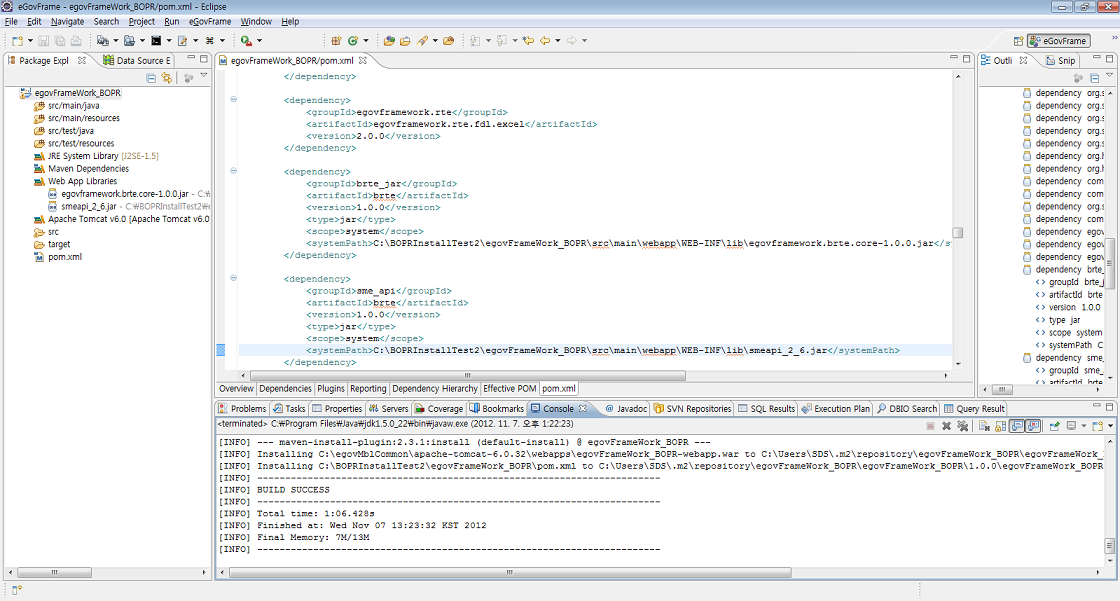 eGovFrame - egovFrameWork_BOPR/pom.xml - Eclipse
File Edit Navigate Search Project Run eGovFrame Window Help
eGovFrame
Package Expl
Data Source E
egovFrameWork_BOPR/pom.xml
Outli
Snip
egovFrameWork_BOPR
src/main/java
src/main/resources
src/test/java
src/test/resources
JRE System Library [J2SE-1.5]
Maven Dependencies
Web App Libraries
egovframework.brte.core-1.0.0.jar - C:₩
smeapi_2_6.jar - C:₩BOPRInstallTest2₩e
Apache Tomcat v6.0 [Apache Tomcat v6.0
src
target
pom.xml
</dependency>
<dependency>
<groupId>egovframework.rte</groupId>
<artifactId>egovframework.rte.fdl.excel</artifactId>
<version>2.0.0</version>
</dependency>
<dependency>
<groupId>brte_jar</groupId>
<artifactId>brte</artifactId>
<version>1.0.0</version>
<type>jar</type>
<scope>system</scope>
<systemPath>C:\BOPRInstallTest2\egovFrameWork_BOPR\src\main\webapp\WEB-INF\lib\egovframework.brte.core-1.0.0.jar</s
</dependency>
<dependency>
<groupId>sme_api</groupId>
<artifactId>brte</artifactId>
<version>1.0.0</version>
<type>jar</type>
<scope>system</scope>
<systemPath>C:\BOPRInstallTest2\egovFrameWork_BOPR\src\main\webapp\WEB-INF\lib\smeapi_2_6.jar</systemPath>
</dependency>
Overview Dependencies Plugins Reporting Dependency Hierarchy Effective POM pom.xml
dependency org.s
dependency org.s
dependency org.s
dependency org.s
dependency org.a
dependency org.a
dependency org.h
dependency com
dependency com
dependency org.s
dependency com
dependency egov
dependency egov
dependency egov
dependency brte_
groupId brte_j
artifactId brte
version 1.0.0
type jar
scope system
systemPath C
dependency sme_
groupId sme_
artifactId brte
Problems Tasks Properties Servers Coverage Bookmarks Console Javadoc SVN Repositories SQL Results Execution Plan DBIO Search Query Result
<terminated> C:₩Program Files₩Java₩jdk1.5.0_22₩bin₩javaw.exe (2012. 11. 7. 오후 1:22:23)
[INFO] --- maven-install-plugin:2.3.1:install (default-install) @ egovFrameWork_BOPR ---
[INFO] Installing C:\egovMblCommon\apache-tomcat-6.0.32\webapps\egovFrameWork_BOPR-webapp.war to C:\Users\SDS\.m2\repository\egovFrameWork_BOPR\egovFrameWork_
[INFO] Installing C:\BOPRInstallTest2\egovFrameWork_BOPR\pom.xml to C:\Users\SDS\.m2\repository\egovFrameWork_BOPR\egovFrameWork_BOPR\1.0.0\egovFrameWork_BOPR
[INFO] ------------------------------------------------------------------------
[INFO] BUILD SUCCESS
[INFO] ------------------------------------------------------------------------
[INFO] Total time: 1:06.428s
[INFO] Finished at: Wed Nov 07 13:23:32 KST 2012
[INFO] Final Memory: 7M/13M
[INFO] ------------------------------------------------------------------------